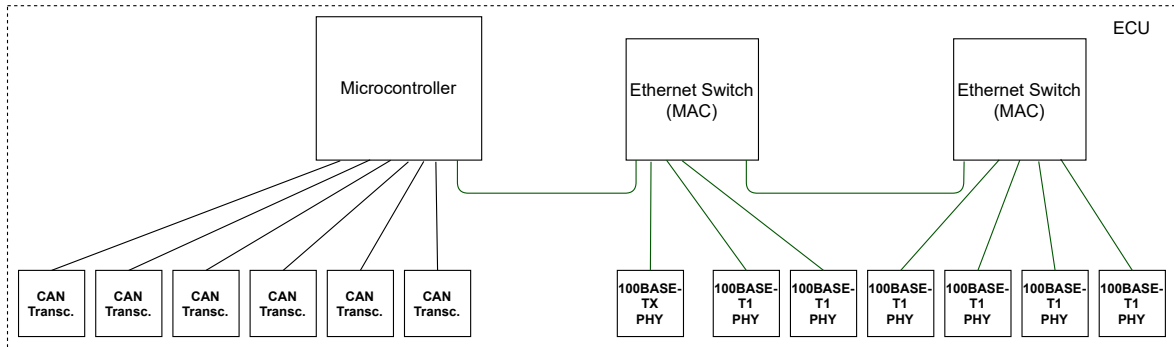 ECU
Microcontroller
Ethernet Switch
(MAC)
Ethernet Switch
(MAC)
CAN
Transc.
CAN
Transc.
CAN
Transc.
CAN
Transc.
CAN
Transc.
CAN
Transc.
100BASE-
TX
PHY
100BASE-
T1
PHY
100BASE-
T1
PHY
100BASE-
T1
PHY
100BASE-
T1
PHY
100BASE-
T1
PHY
100BASE-
T1
PHY